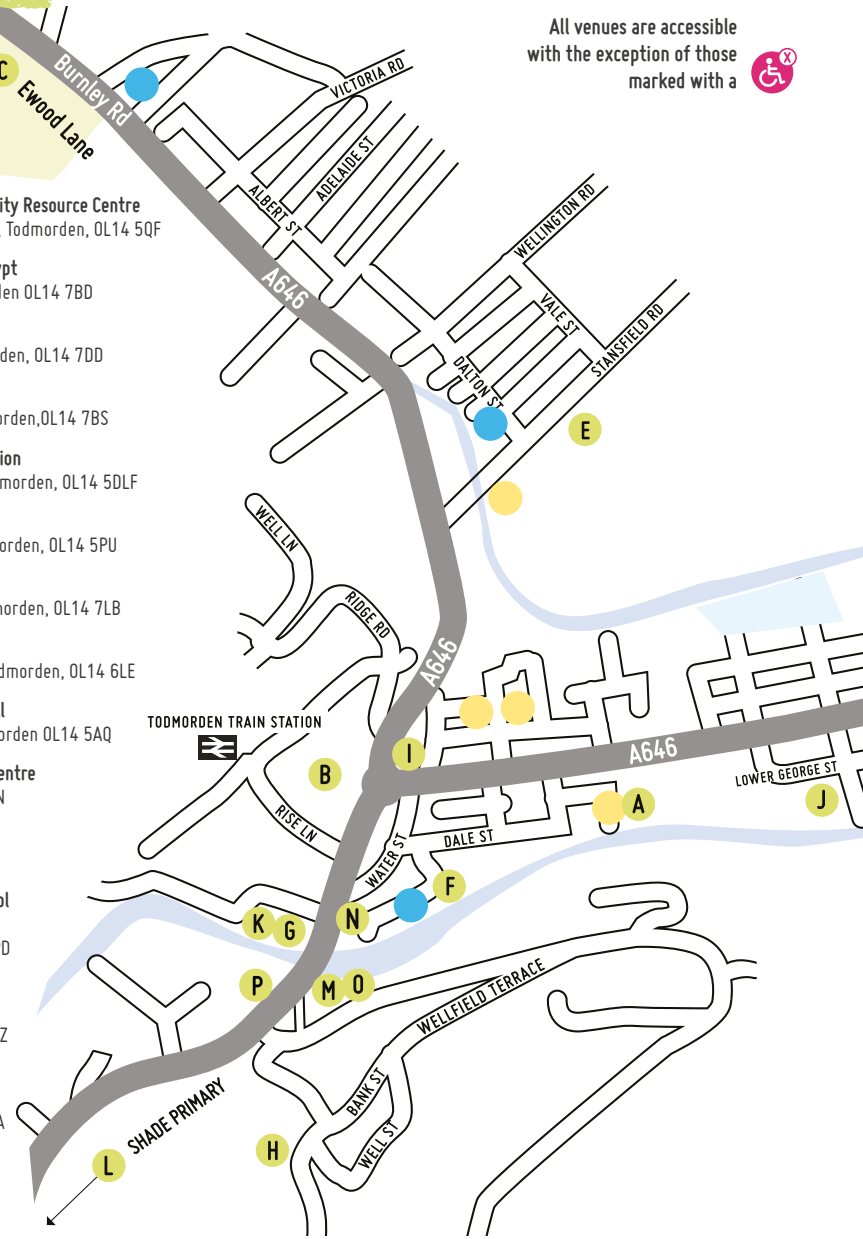 All venues are accessible
with the exception of those
marked with a
X
C
Ewood Lane
Burnley Rd
VICTORIA RD
ADELAIDE ST
ALBERT ST
A646
WELLINGTON RD
VALE ST
STANSFIELD RD
DALTON ST
E
ity Resource Centre
, Todmorden, OL14 5QF
ypt
den OL14 7BD
den, OL14 7DD
orden,OL14 7BS
ion
morden, OL14 5DLF
orden, OL14 5PU
morden, OL14 7LB
dmorden, OL14 6LE
l
orden OL14 5AQ
entre
N
ol
RD
Z
A
WELL LN
RIDGE RD
A646
TODMORDEN TRAIN STATION
B
I
A646
LOWER GEORGE ST
J
A
RISE LN
WATER ST
DALE ST
F
K
G
N
P
M
O
WELLFIELD TERRACE
BANK ST
WELL ST
H
SHADE PRIMARY
L